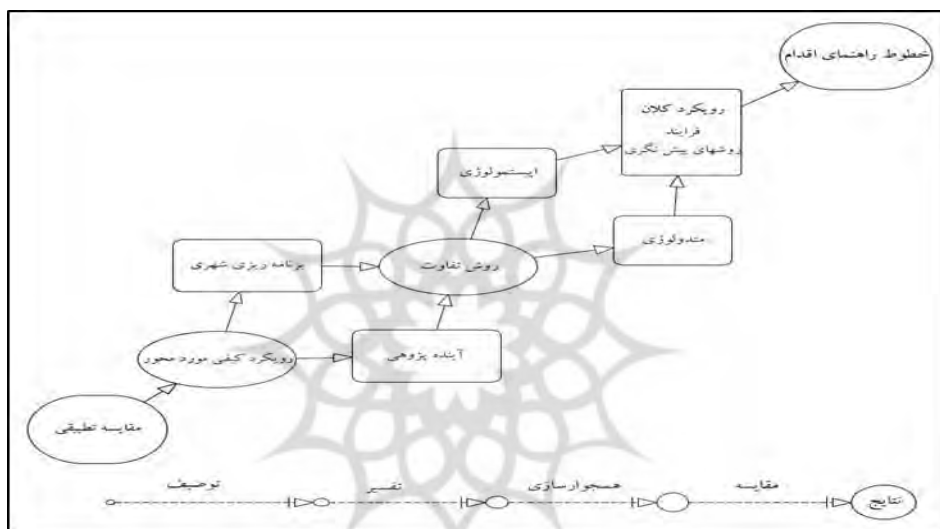 خطوط راهنمای اقدام
رویکرد کلان
فرایند
روشهای پیش نگری
اپیستمولوژی
متدولوژی
برنامه ریزی شهری
روش تفاوت
رویکرد کیفی مورد محور
آینده پژوهی
مقایسه تطبیقی
توصیف
تفسیر
همجوارسازی
مقایسه
نتایج